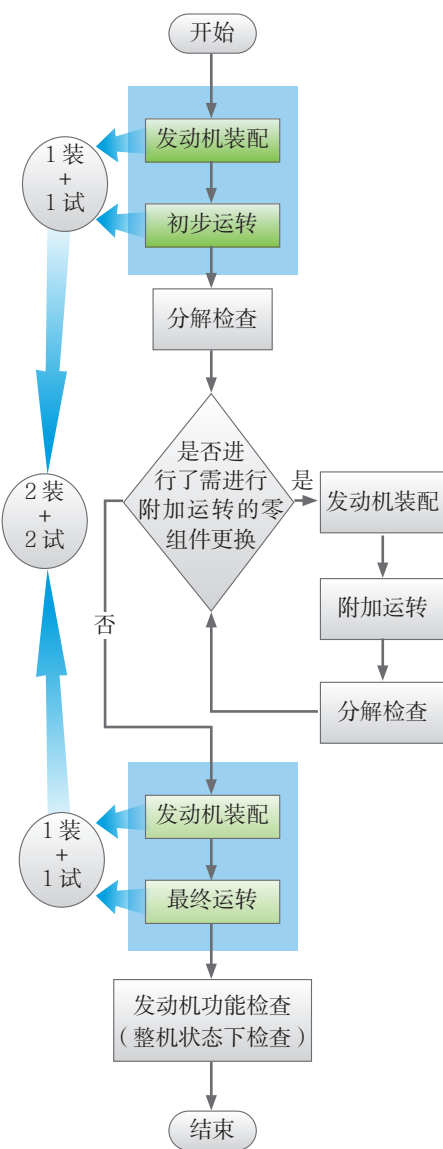 开始
发动机装配
1装
+
1试
初步运转
分解检查
是否进
行了需进行
附加运转的零
组件更换
是
发动机装配
2装
+
2试
附加运转
否
分解检查
发动机装配
1装
+
1试
最终运转
发动机功能检查
（整机状态下检查）
结束